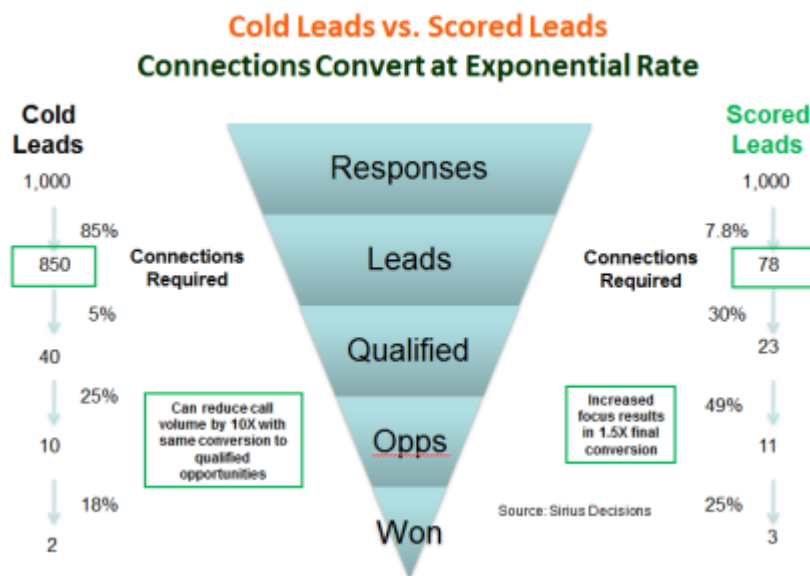 Cold Leads vs. Scored Leads
Connections Convert at Exponential Rate
Cold
Leads
1,000
85%
850
Connections
Required
5%
40
25%
Can reduce call
volume by 10X with
same conversion to
qualified
opportunities
10
18%
2
Responses
Leads
Qualified
Opps
Won
Scored
Leads
1,000
7.8%
Connections
Required
78
30%
23
49%
Increased
focus results
in 1.5X final
conversion
11
Source: Sirius Decisions
25%
3